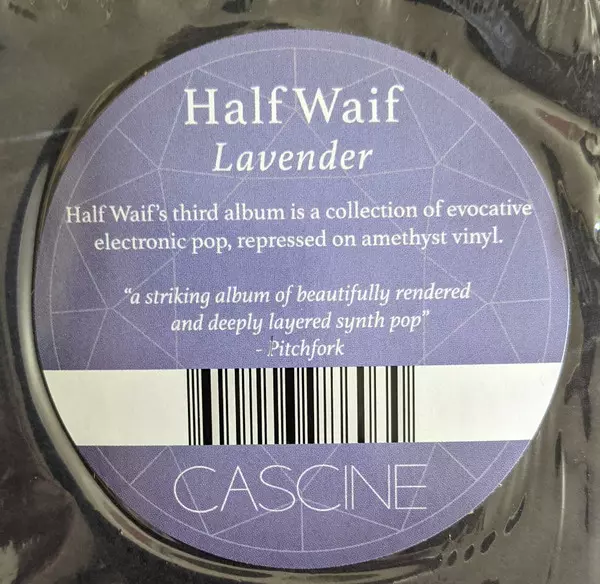 Half Waif
Lavender
Half Waif's third album is a collection of evocative
electronic pop, repressed on amethyst vinyl.
"a striking album of beautifully rendered
and deeply layered synth pop"
- Pitchfork
CASCINE